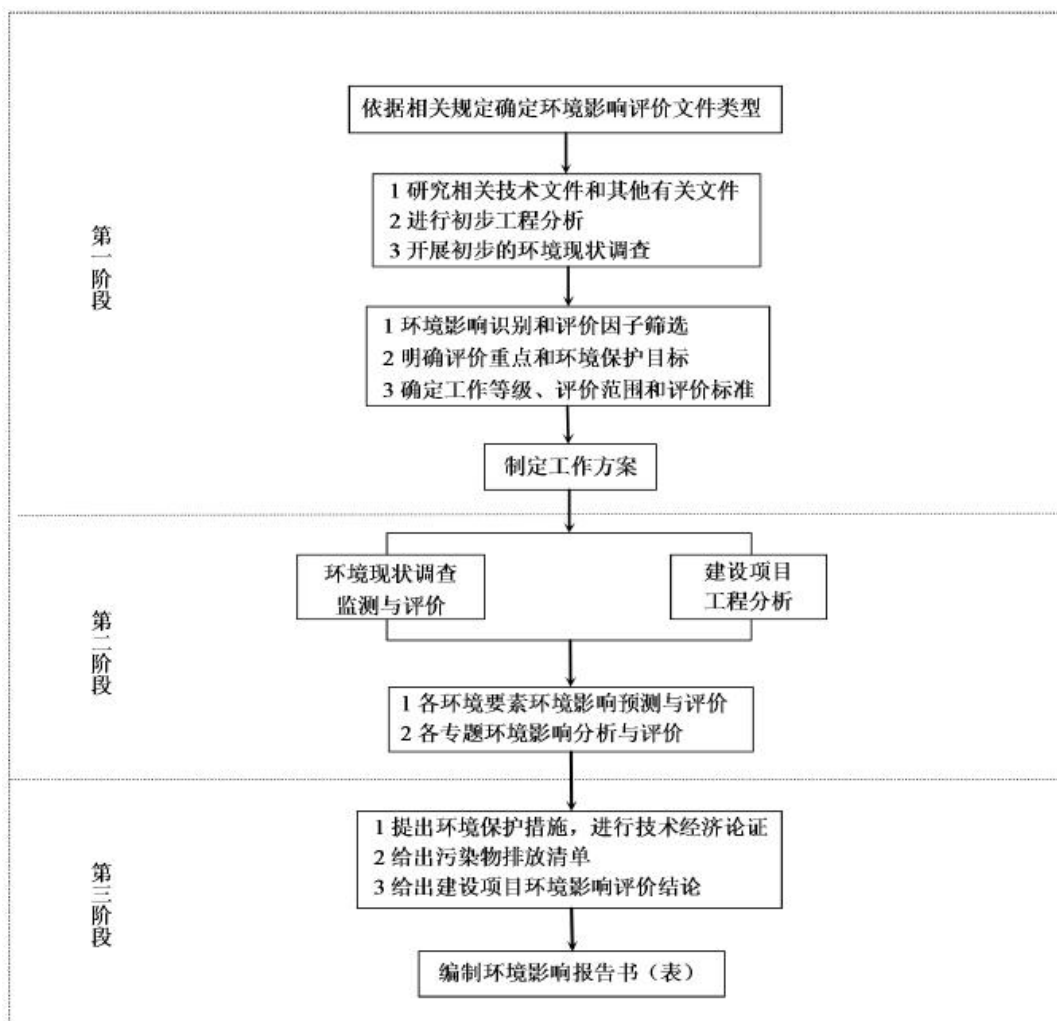 依据相关规定确定环境影响评价文件类型
1 研究相关技术文件和其他有关文件
2 进行初步工程分析
3 开展初步的环境现状调查
第一阶段
1 环境影响识别和评价因子筛选
2 明确评价重点和环境保护目标
3 确定工作等级、评价范围和评价标准
制定工作方案
第二阶段
环境现状调查
监测与评价
建设项目
工程分析
1 各环境要素环境影响预测与评价
2 各专题环境影响分析与评价
第三阶段
1 提出环境保护措施，进行技术经济论证
2 给出污染物排放清单
3 给出建设项目环境影响评价结论
编制环境影响报告书（表）